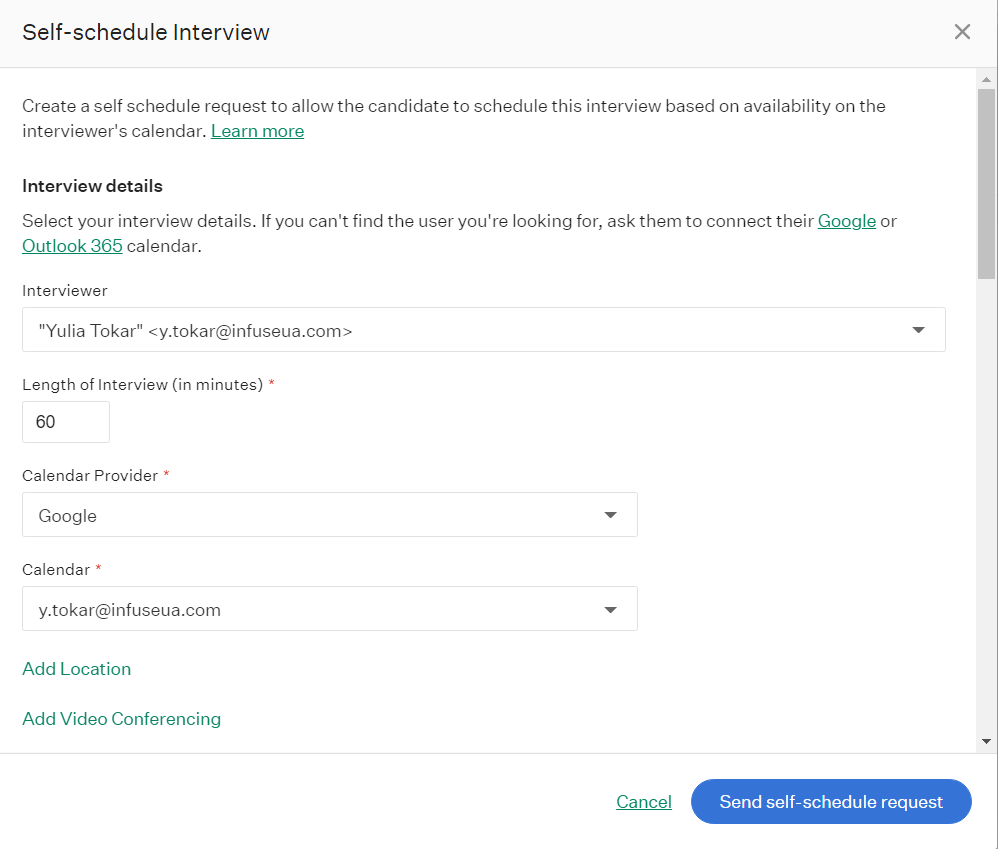 Self-schedule Interview
Create a self schedule request to allow the candidate to schedule this interview based on availability on the
interviewer's calendar. Learn more
Interview details
Select your interview details. If you can't find the user you're looking for, ask them to connect their Google or
Outlook 365 calendar.
Interviewer
"Yulia Tokar" <y.tokar@infuseua.com>
Length of Interview (in minutes) *
60
Calendar Provider *
Google
Calendar *
y.tokar@infuseua.com
Add Location
Add Video Conferencing
Cancel Send self-schedule request